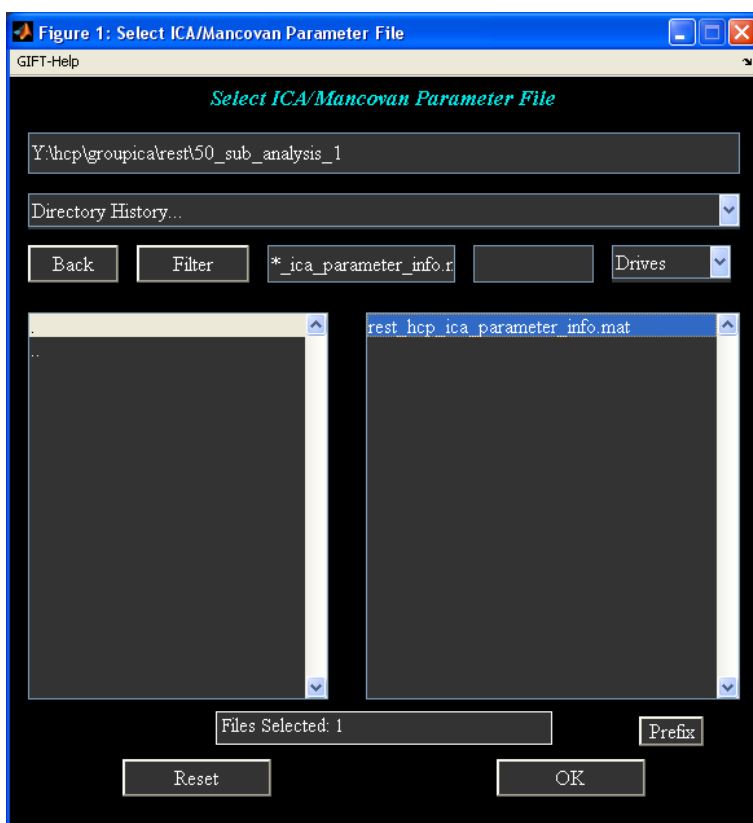 Figure 1: Select ICA/Mancovan Parameter File
GIFT-Help
Select ICA/Mancovan Parameter File
Y:\hcp\groupica\rest\50_sub_analysis_1
Directory History...
Back Filter *_ica_parameter_info.r Drives
. rest_hcp_ica_parameter_info.mat
..
Files Selected: 1
Prefix
Reset OK